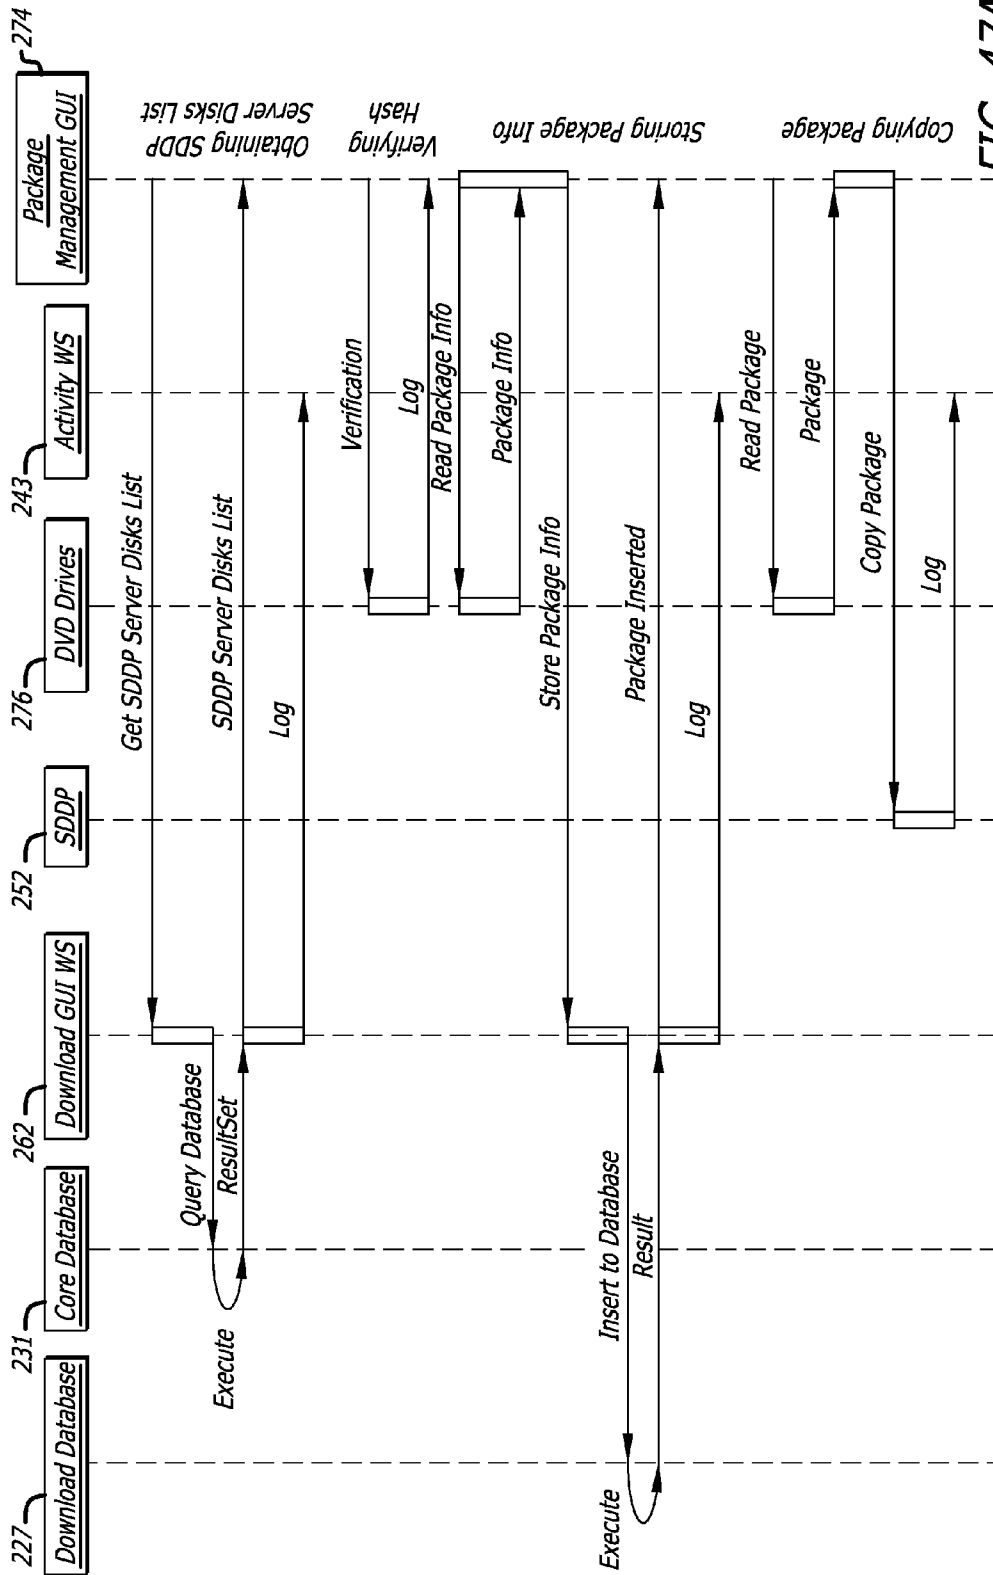 227
Download Database
231
Core Database
262
Download GUI WS
252
SDDP
276
DVD Drives
243
Activity WS
274
Package
Management GUI
Get SDDP Server Disks List
Query Database
Execute
ResultSet
SDDP Server Disks List
Log
Obtaining SDDP
Server Disks List
Verification
Log
Verifying
Hash
Read Package Info
Package Info
Store Package Info
Insert to Database
Execute
Result
Package Inserted
Log
Storing Package Info
Read Package
Package
Copy Package
Log
Copying Package